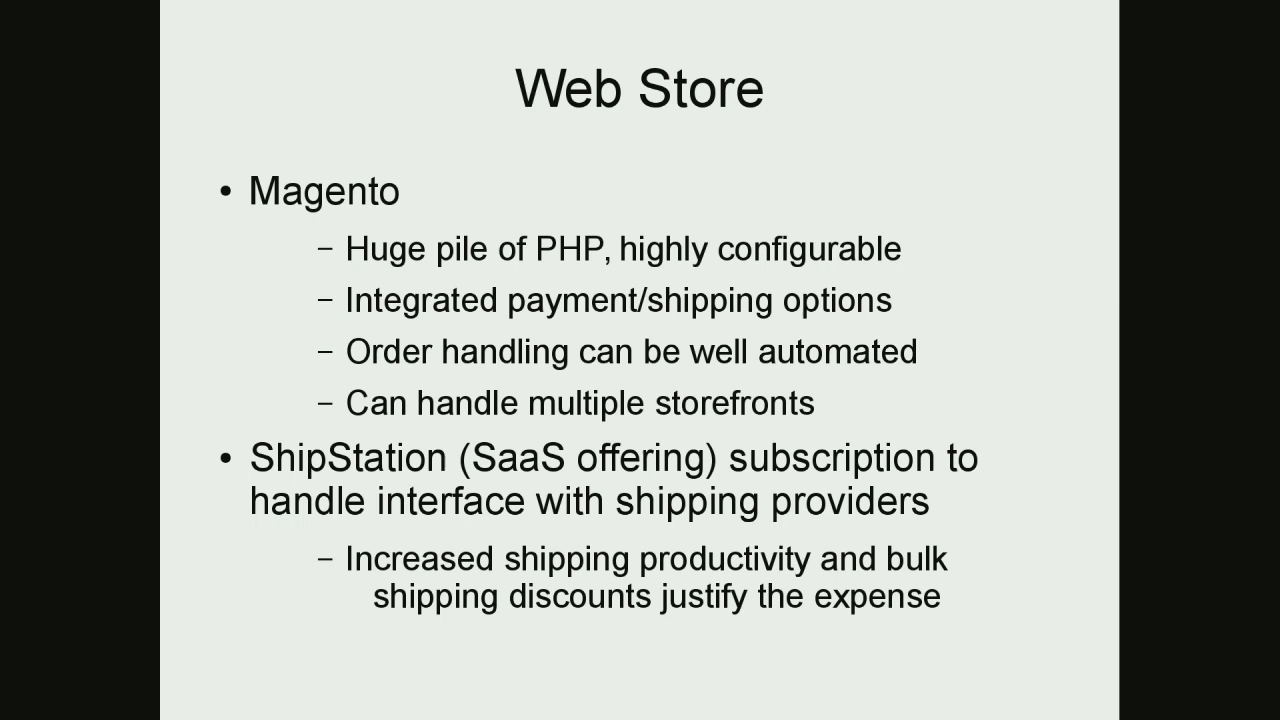 Web Store
• Magento
– Huge pile of PHP, highly configurable
– Integrated payment/shipping options
– Order handling can be well automated
– Can handle multiple storefronts
• ShipStation (SaaS offering) subscription to
handle interface with shipping providers
– Increased shipping productivity and bulk
shipping discounts justify the expense